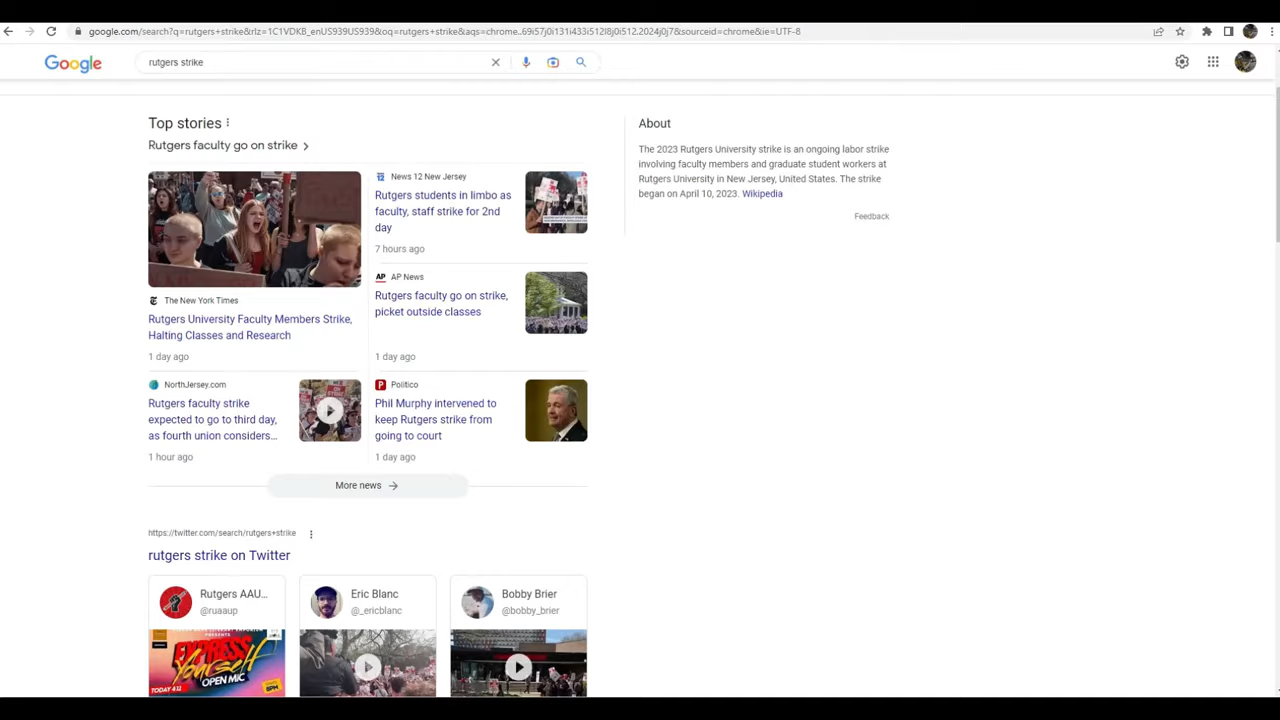 google.com/search?q=rutgers+strike&rlz=1C1VDKB_enUS939US939&oq=rutgers+strike&aqs=chrome..69i57j0i131i433i512l8j0i512.2024j0j7&sourceid=chrome&ie=UTF-8
Google
rutgers strike
Top stories
Rutgers faculty go on strike
The New York Times
Rutgers University Faculty Members Strike,
Halting Classes and Research
1 day ago
News 12 New Jersey
Rutgers students in limbo as
faculty, staff strike for 2nd
day
7 hours ago
AP AP News
Rutgers faculty go on strike,
picket outside classes
1 day ago
NorthJersey.com
Rutgers faculty strike
expected to go to third day,
as fourth union considers...
1 hour ago
P Politico
Phil Murphy intervened to
keep Rutgers strike from
going to court
1 day ago
More news
About
The 2023 Rutgers University strike is an ongoing labor strike
involving faculty members and graduate student workers at
Rutgers University in New Jersey, United States. The strike
began on April 10, 2023. Wikipedia
Feedback
https://twitter.com/search/rutgers+strike
rutgers strike on Twitter
Rutgers AAU...
@ruaaup
PRESENTS
EXPRESS
Yourself
OPEN MIC
TODAY 4.11
8PM
Eric Blanc
@_ericblanc
Bobby Brier
@bobby_brier